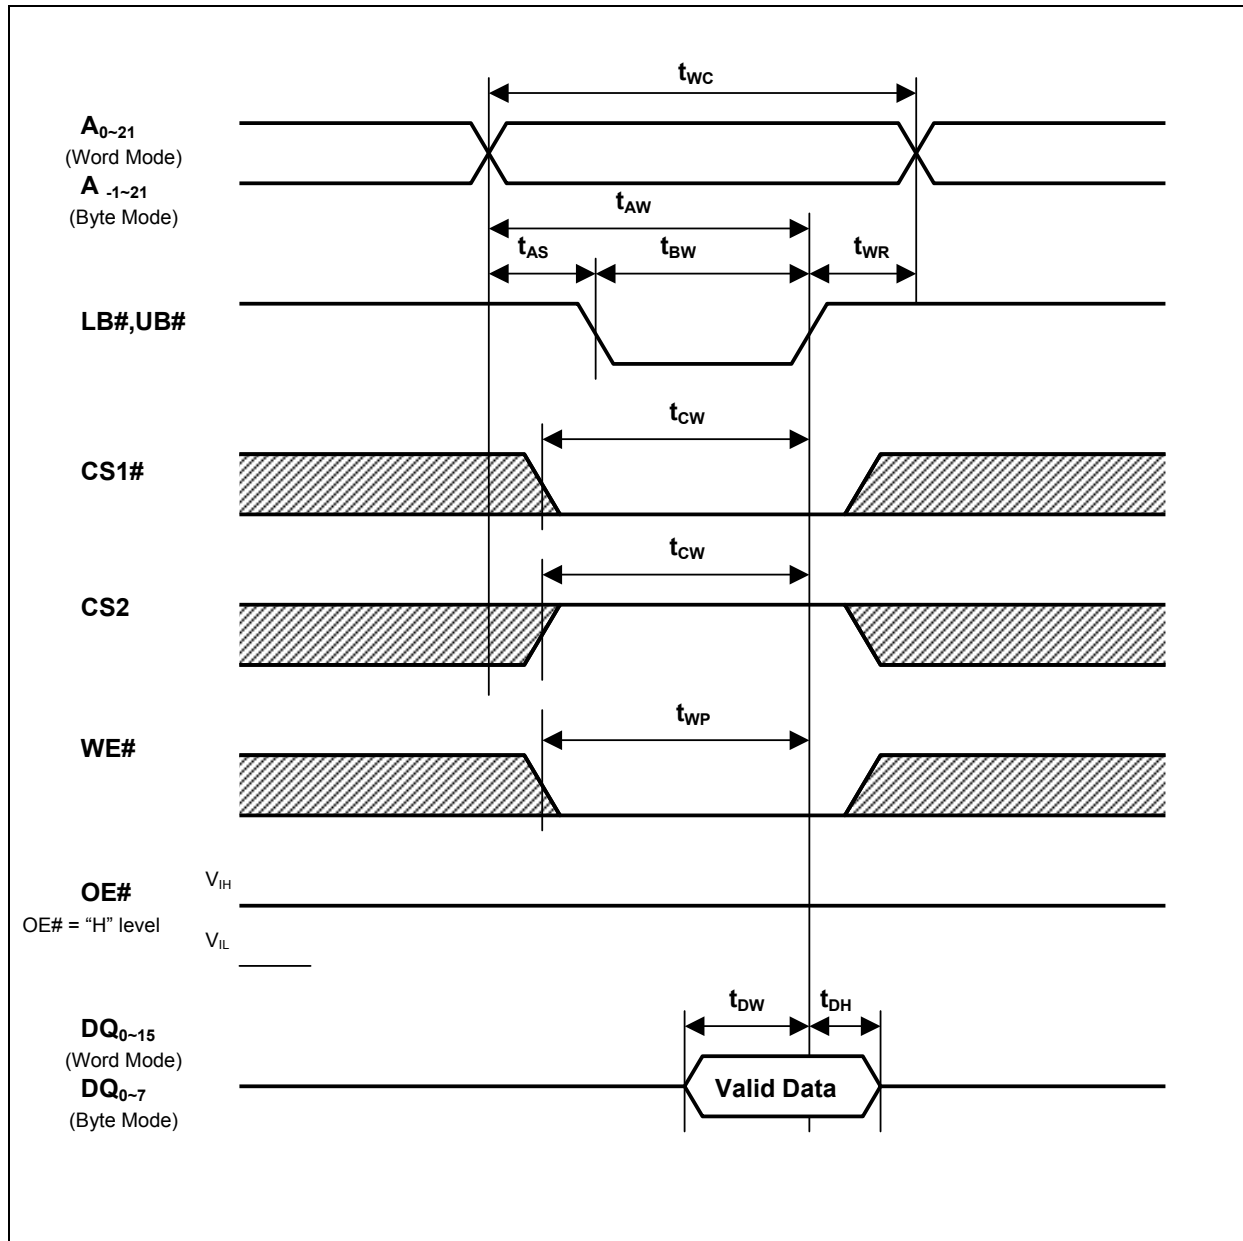 tWC
A0~21
(Word Mode)
A -1~21
(Byte Mode)
tAW
tAS
tBW
tWR
LB#,UB#
tCW
CS1#
tCW
CS2
tWP
WE#
VIH
OE#
OE# = “H” level
VIL
tDW
tDH
DQ0~15
(Word Mode)
DQ0~7
(Byte Mode)
Valid Data